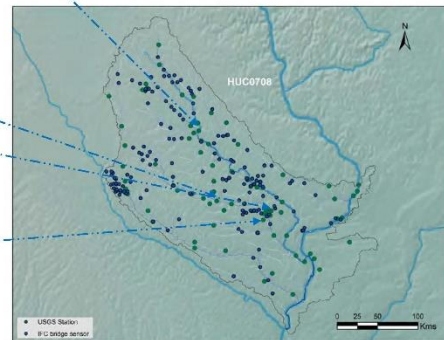 N
HUC0708
USGS Station
IFC bridge sensor
0 25 50 100
Kms